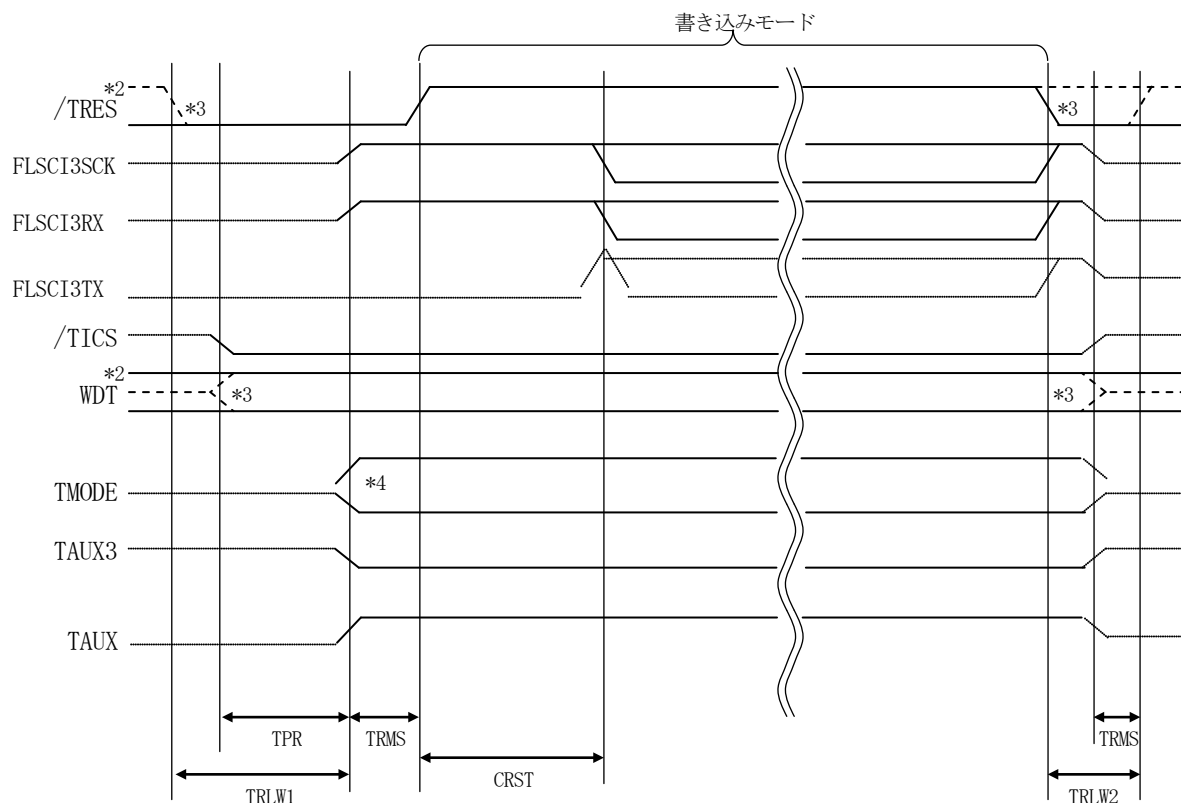 書き込みモード
*2
/TRES
*3
*3
FLSCI3SCK
FLSCI3RX
FLSCI3TX
/TICS
*2
WDT
*3
*3
TMODE
*4
TAUX3
TAUX
TPR
TRMS
TRMS
CRST
TRLW1
TRLW2